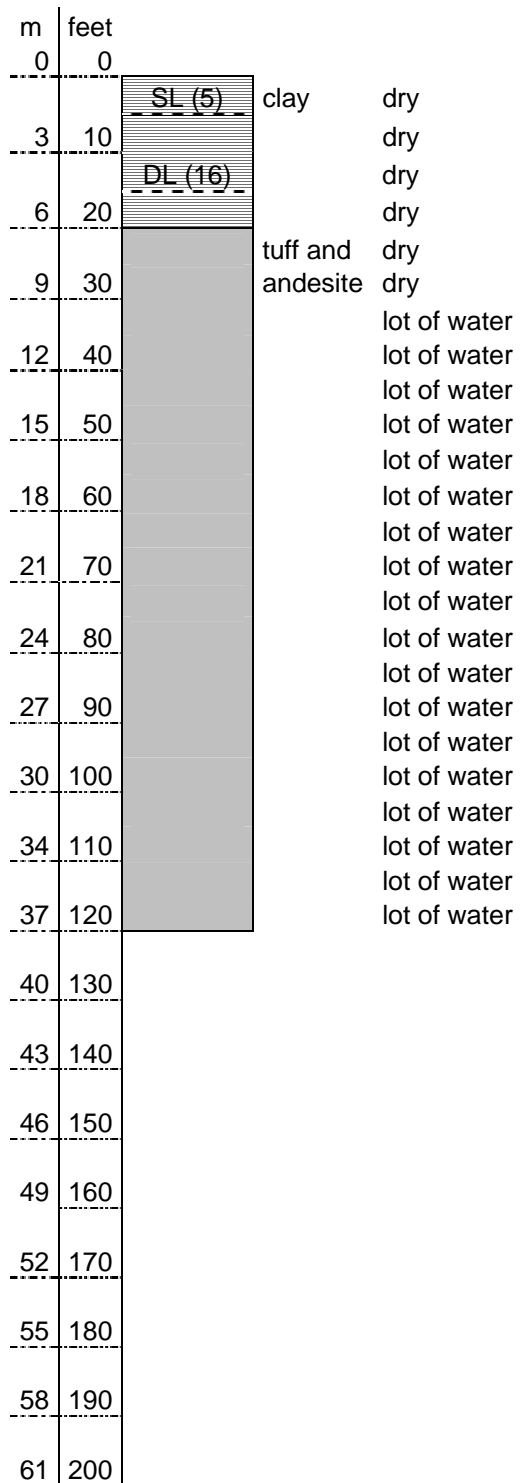 m feet
0 0
SL (5) clay dry
3 10 dry
DL (16) dry
6 20 dry
tuff and dry
9 30 andesite dry
lot of water
12 40 lot of water
lot of water
15 50 lot of water
lot of water
18 60 lot of water
lot of water
21 70 lot of water
lot of water
24 80 lot of water
lot of water
27 90 lot of water
lot of water
30 100 lot of water
lot of water
34 110 lot of water
lot of water
37 120 lot of water
40 130
43 140
46 150
49 160
52 170
55 180
58 190
61 200